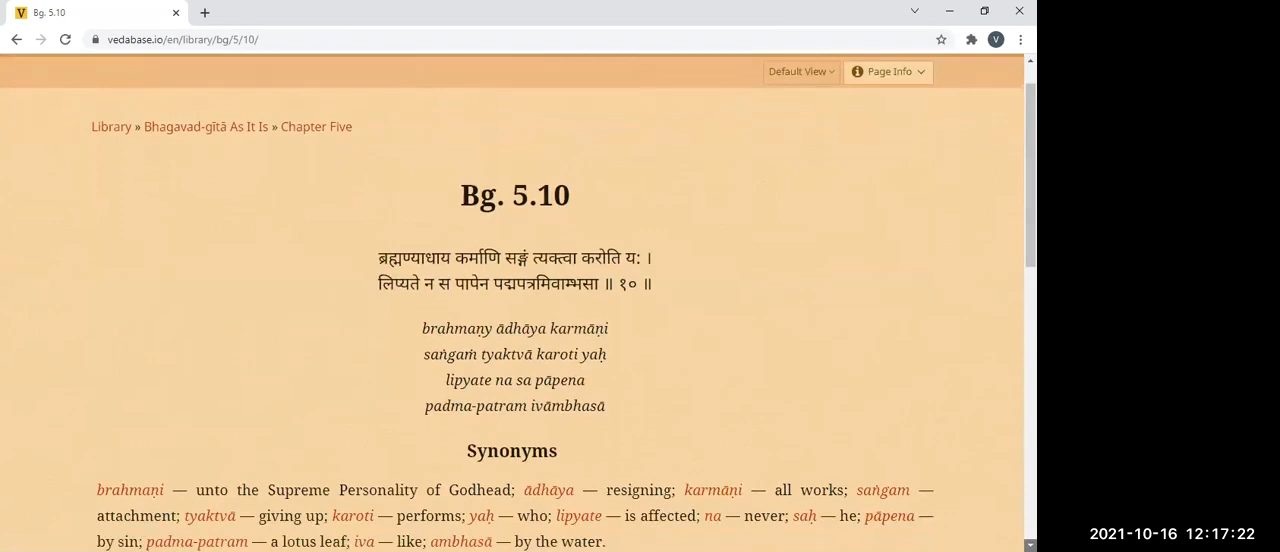 Bg. 5.10
vedabase.io/en/library/bg/5/10/
V
Default View
Page Info
Library » Bhagavad-gītā As It Is » Chapter Five
Bg. 5.10
ब्रह्मण्याधाय कर्माणि सङ्गं त्यक्त्वा करोति य: ।
लिप्यते न स पापेन पद्मपत्रमिवाम्भसा ॥ १० ॥
brahmaṇy ādhāya karmāṇi
saṅgaṁ tyaktvā karoti yaḥ
lipyate na sa pāpena
padma-patram ivāmbhasā
Synonyms
brahmaṇi — unto the Supreme Personality of Godhead; ādhāya — resigning; karmāṇi — all works; saṅgam —
attachment; tyaktvā — giving up; karoti — performs; yaḥ — who; lipyate — is affected; na — never; saḥ — he; pāpena —
by sin; padma-patram — a lotus leaf; iva — like; ambhasā — by the water.
2021-10-16 12:17:22